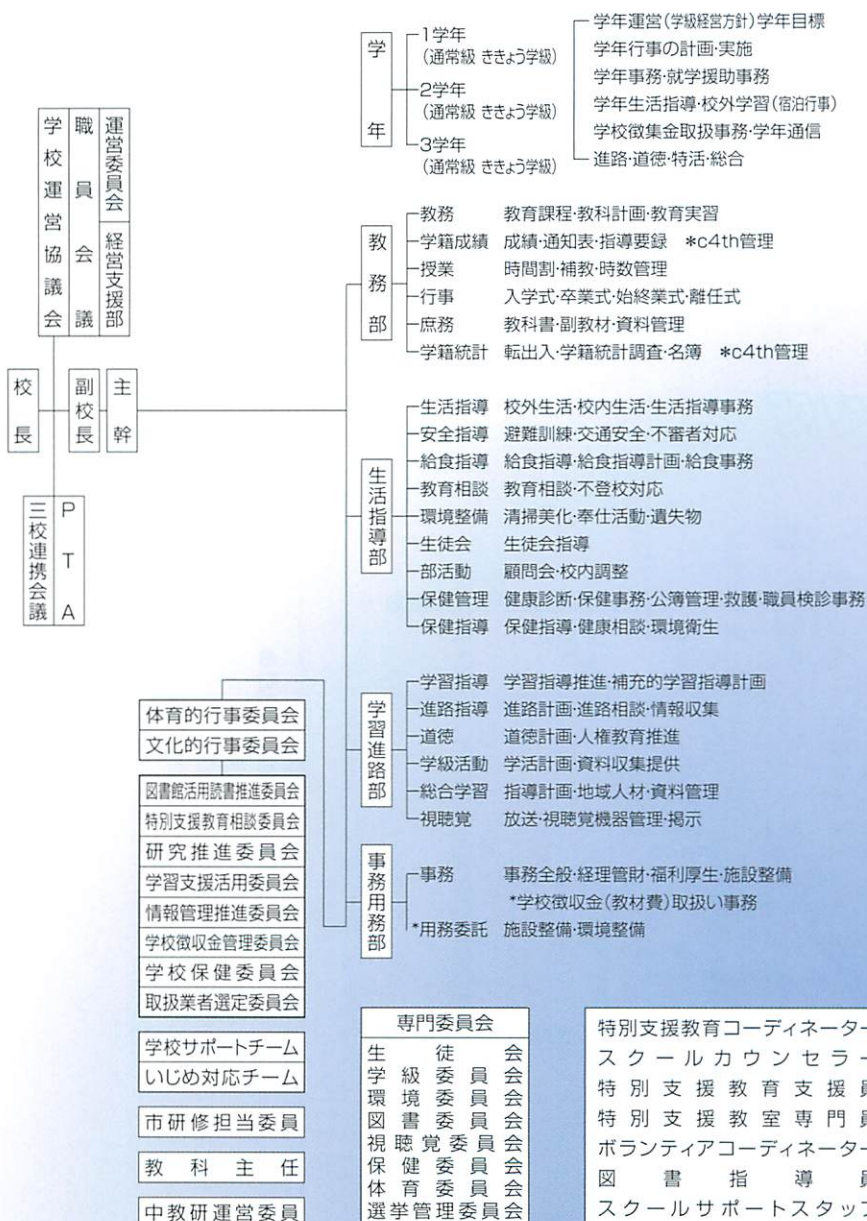 学校運営協議会
職員会議
運営委員会
経営支援部
校長
副校長
主幹
三校連携会議
PTA
学年
1学年
(通常級 ききょう学級)
2学年
(通常級 ききょう学級)
3学年
(通常級 ききょう学級)
学年運営(学級経営方針)学年目標
学年行事の計画・実施
学年事務・就学援助事務
学年生活指導・校外学習(宿泊行事)
学校徴集金取扱事務・学年通信
進路・道徳・特活・総合
教務部
教務 教育課程・教科計画・教育実習
学籍成績 成績・通知表・指導要録 *c4th管理
授業 時間割・補教・時数管理
行事 入学式・卒業式・始終業式・離任式
庶務 教科書・副教材・資料管理
学籍統計 転出入・学籍統計調査・名簿 *c4th管理
生活指導部
生活指導 校外生活・校内生活・生活指導事務
安全指導 避難訓練・交通安全・不審者対応
給食指導 給食指導・給食指導計画・給食事務
教育相談 教育相談・不登校対応
環境整備 清掃美化・奉仕活動・遺失物
生徒会 生徒会指導
部活動 顧問会・校内調整
保健管理 健康診断・保健事務・公簿管理・救護・職員検診事務
保健指導 保健指導・健康相談・環境衛生
学習進路部
学習指導 学習指導推進・補充的学習指導計画
進路指導 進路計画・進路相談・情報収集
道徳 道徳計画・人権教育推進
学級活動 学活計画・資料収集提供
総合学習 指導計画・地域人材・資料管理
視聴覚 放送・視聴覚機器管理・掲示
事務用務部
事務 事務全般・経理管財・福利厚生・施設整備
*学校徴収金(教材費)取扱い事務
*用務委託 施設整備・環境整備
体育的行事委員会
文化的行事委員会
図書館活用読書推進委員会
特別支援教育相談委員会
研究推進委員会
学習支援活用委員会
情報管理推進委員会
学校徴収金管理委員会
学校保健委員会
取扱業者選定委員会
学校サポートチーム
いじめ対応チーム
市研修担当委員
教科主任
中教研運営委員
専門委員会
生徒会
学級委員会
環境委員会
図書委員会
視聴覚委員会
保健委員会
体育委員会
選挙管理委員会
特別支援教育コーディネーター
スクールカウンセラー
特別支援教育支援員
特別支援教室専門員
ボランティアコーディネーター
図書指導員
スクールサポートスタッフ